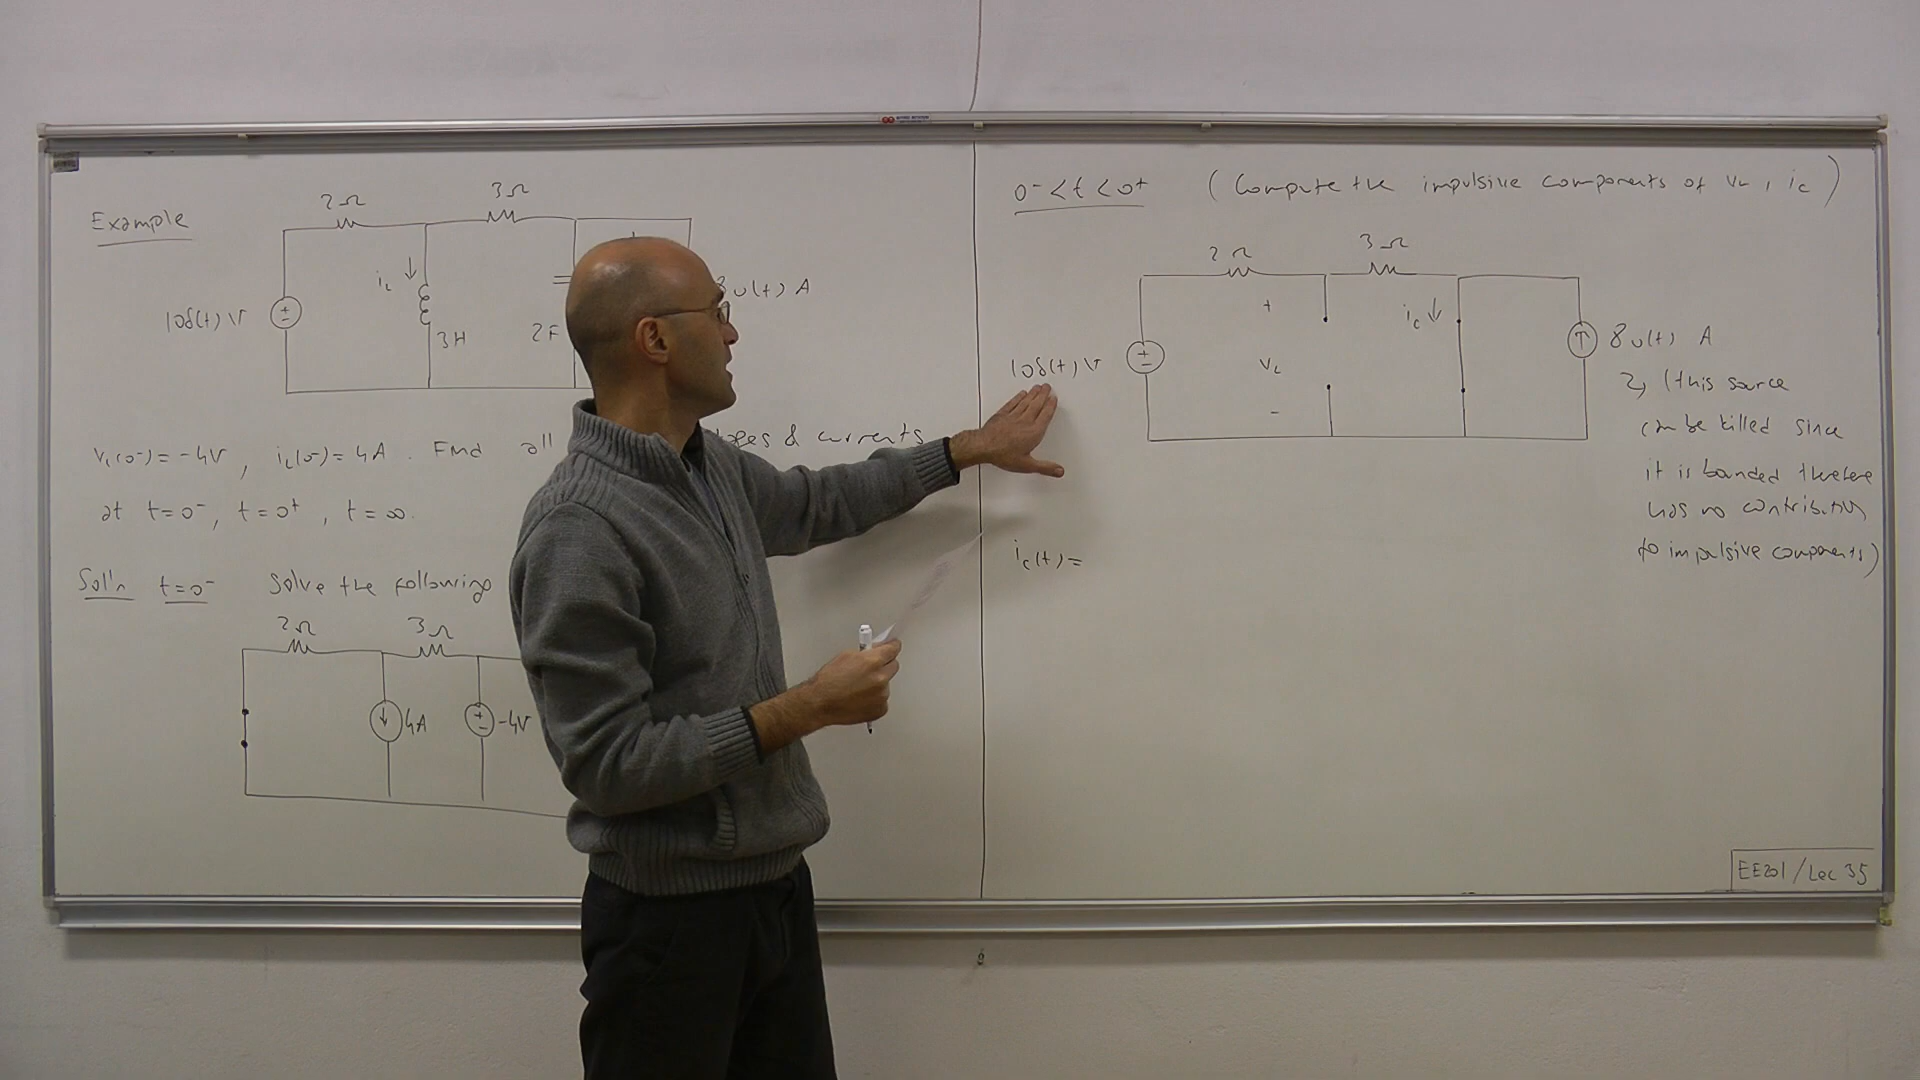 Example
2Ω
3Ω
10δ(t) V
iL
3H
2F
8u(t) A
vc(0-)=-4V, iL(0-)=4A. Find all & currents
at t=0-, t=0+, t=∞.
Sol'n t=0- Solve the following
2Ω
3Ω
4A
-4V
0-<t<0+ (Compute the impulsive components of vL, ic)
2Ω
3Ω
10δ(t) V
+
vL
-
ic
8u(t) A
(this source
can be killed since
it is bounded therefore
has no contribution
to impulsive components)
ic(t)=
EE201/Lec 35